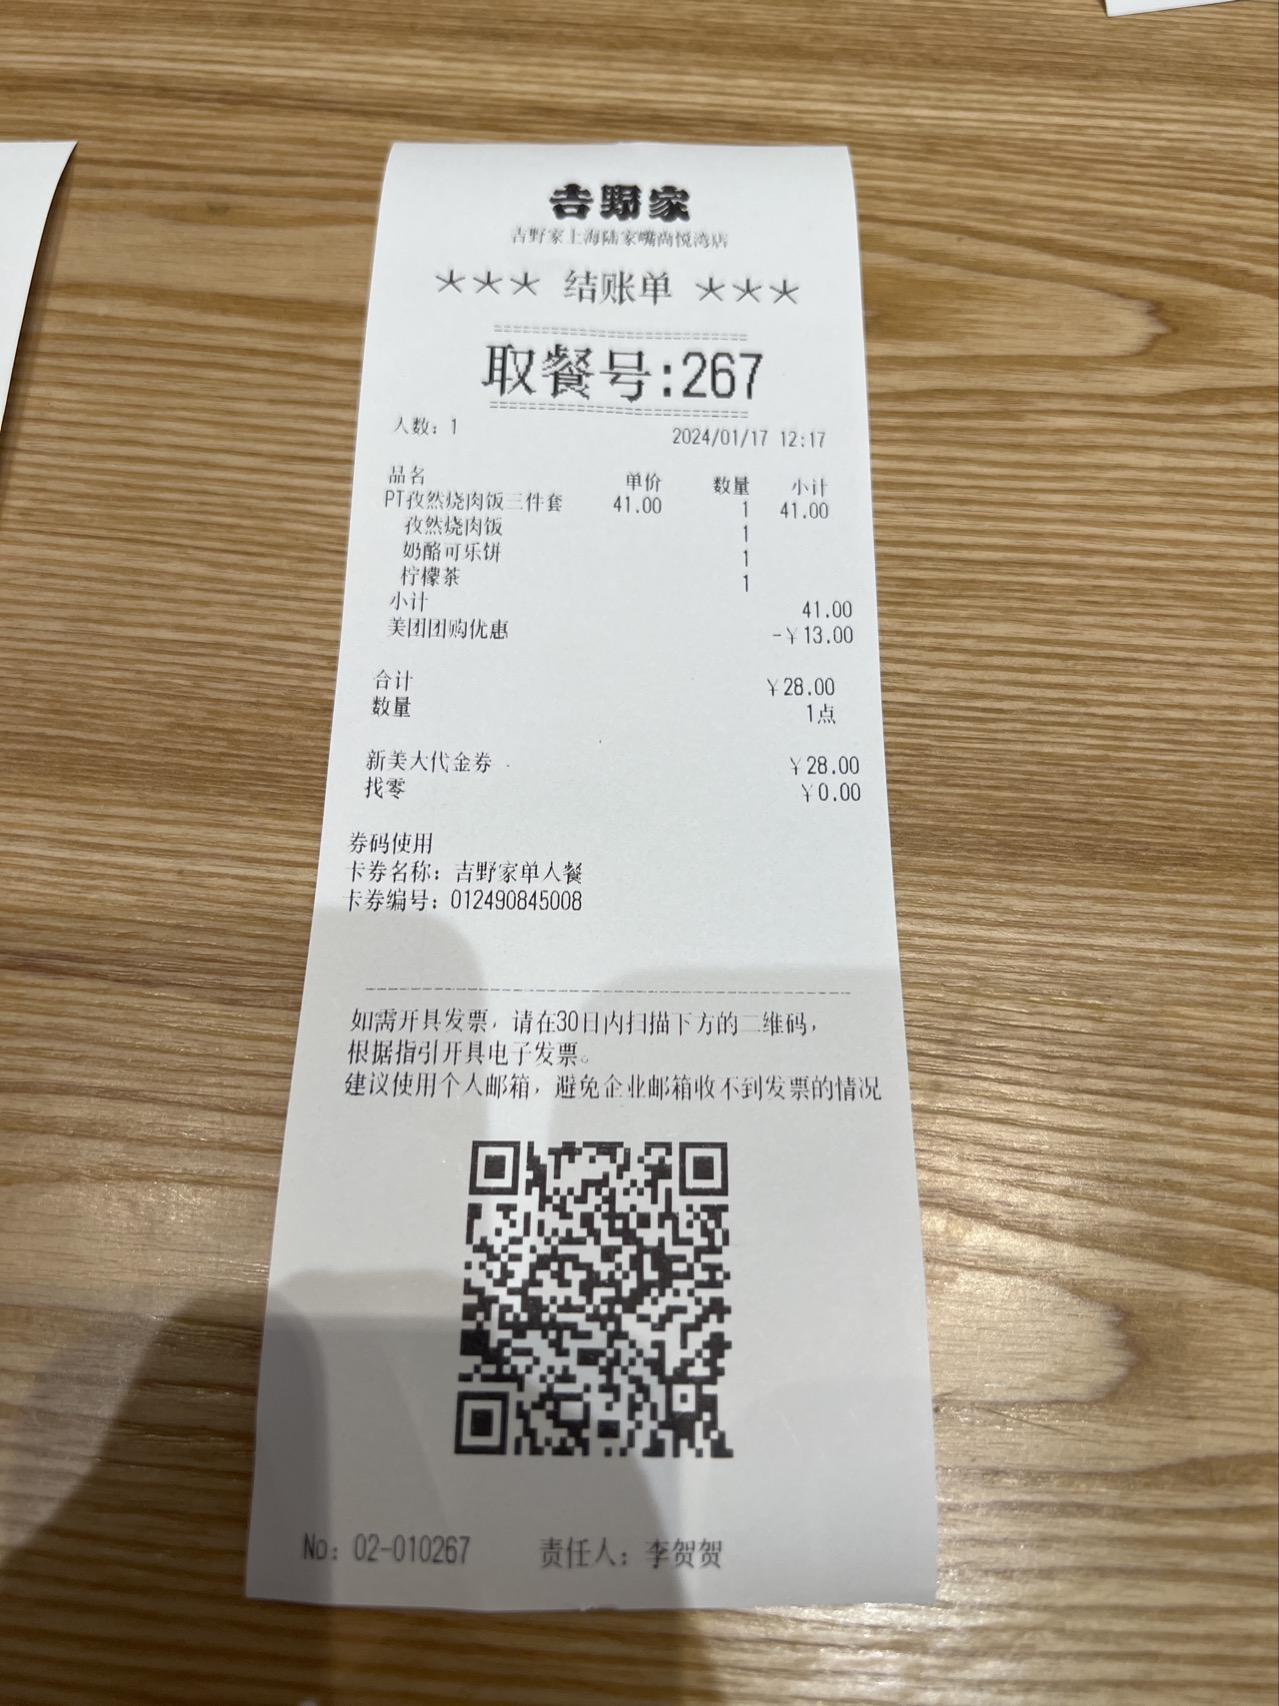 吉野家
吉野家上海陆家嘴尚悦湾店
*** 结账单 ***
取餐号:267
人数: 1 2024/01/17 12:17
品名 单价 数量 小计
PT孜然烧肉饭三件套 41.00 1 41.00
孜然烧肉饭 1
奶酪可乐饼 1
柠檬茶 1
小计 41.00
美团团购优惠 -¥13.00
合计 ¥28.00
数量 1点
新美大代金券 ¥28.00
找零 ¥0.00
券码使用
卡券名称: 吉野家单人餐
卡券编号: 012490845008
如需开具发票, 请在30日内扫描下方的二维码,
根据指引开具电子发票。
建议使用个人邮箱, 避免企业邮箱收不到发票的情况
No: 02-010267 责任人: 李贺贺